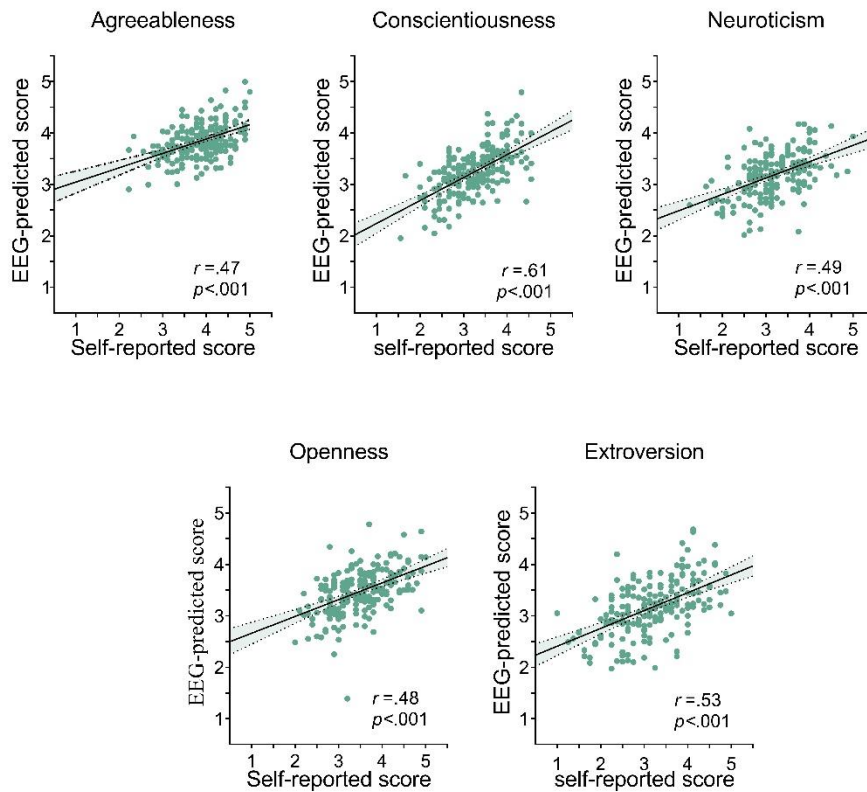 Agreeableness
EEG-predicted score
5
4
3
2
1
r =.47
p<.001
1 2 3 4 5
Self-reported score
Conscientiousness
EEG-predicted score
5
4
3
2
1
r =.61
p<.001
1 2 3 4 5
self-reported score
Neuroticism
EEG-predicted score
5
4
3
2
1
r =.49
p<.001
1 2 3 4 5
Self-reported score
Openness
EEG-predicted score
5
4
3
2
1
r =.48
p<.001
1 2 3 4 5
Self-reported score
Extroversion
EEG-predicted score
5
4
3
2
1
r =.53
p<.001
1 2 3 4 5
self-reported score